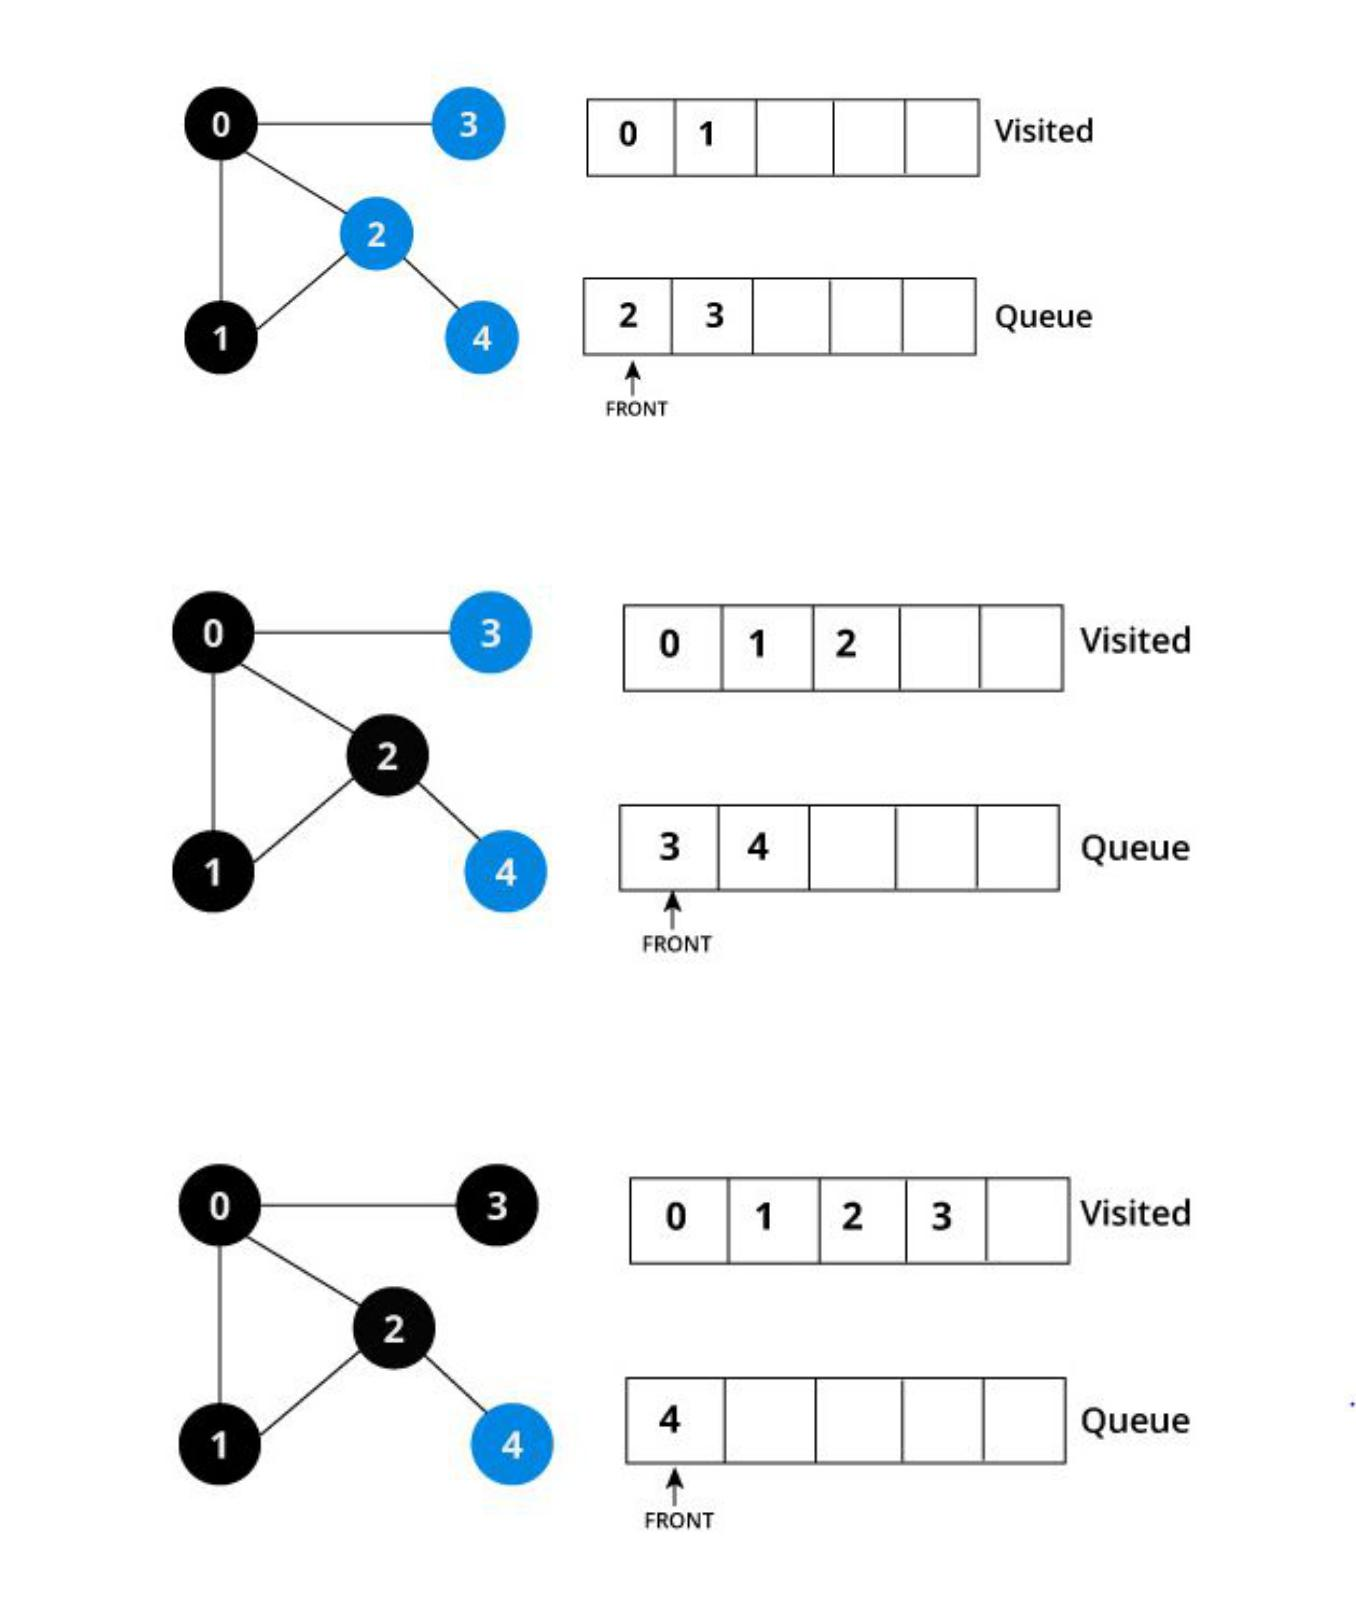 0 3
2
1 4
0 1 Visited
2 3 Queue
FRONT
0 3
2
1 4
0 1 2 Visited
3 4 Queue
FRONT
0 3
2
1 4
0 1 2 3 Visited
4 Queue
FRONT